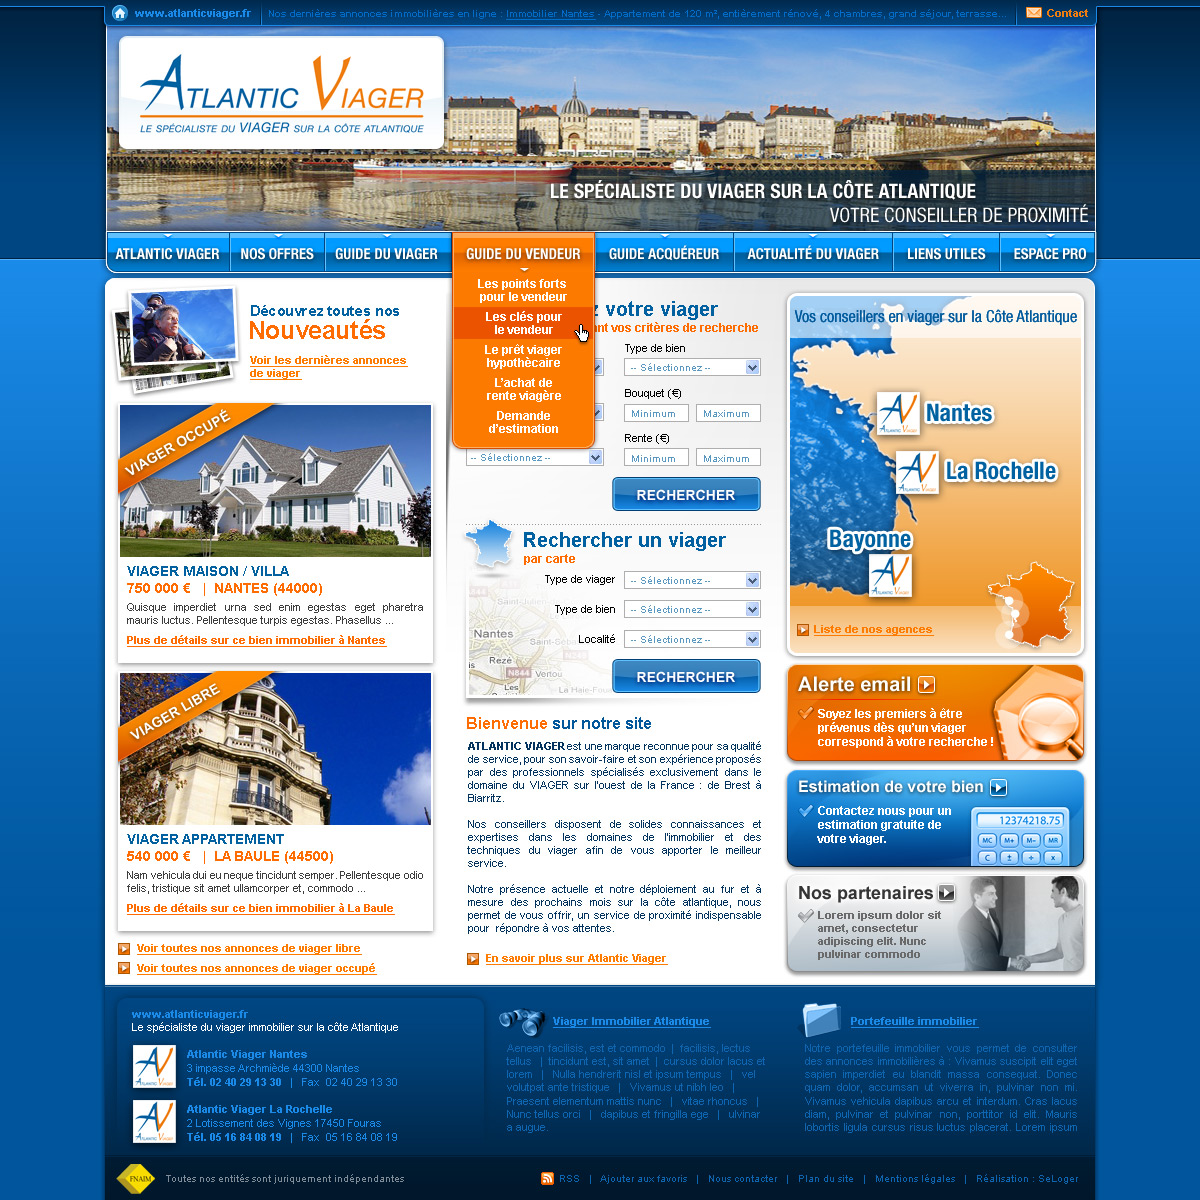 www.atlanticviager.fr
Nos dernières annonces immobilières en ligne : Immobilier Nantes - Appartement de 120 m², entièrement rénové, 4 chambres, grand séjour, terrasse...
Contact
ATLANTIC VIAGER
LE SPÉCIALISTE DU VIAGER SUR LA CÔTE ATLANTIQUE
LE SPÉCIALISTE DU VIAGER SUR LA CÔTE ATLANTIQUE
VOTRE CONSEILLER DE PROXIMITÉ
ATLANTIC VIAGER
NOS OFFRES
GUIDE DU VIAGER
GUIDE DU VENDEUR
GUIDE ACQUÉREUR
ACTUALITÉ DU VIAGER
LIENS UTILES
ESPACE PRO
Les points forts
pour le vendeur
Les clés pour
le vendeur
Le prêt viager
hypothècaire
L'achat de
rente viagère
Demande
d'estimation
Découvrez toutes nos
Nouveautés
Voir les dernières annonces
de viager
VIAGER OCCUPÉ
VIAGER MAISON / VILLA
750 000 € | NANTES (44000)
Quisque imperdiet urna sed enim egestas eget pharetra
mauris luctus. Pellentesque turpis egestas. Phasellus ...
Plus de détails sur ce bien immobilier à Nantes
VIAGER LIBRE
VIAGER APPARTEMENT
540 000 € | LA BAULE (44500)
Nam vehicula dui eu neque tincidunt semper. Pellentesque odio
felis, tristique sit amet ullamcorper et, commodo ...
Plus de détails sur ce bien immobilier à La Baule
Voir toutes nos annonces de viager libre
Voir toutes nos annonces de viager occupé
z votre viager
ant vos critères de recherche
Type de bien
-- Sélectionnez --
Bouquet (€)
Minimum
Maximum
Rente (€)
-- Sélectionnez --
Minimum
Maximum
RECHERCHER
Rechercher un viager
par carte
Type de viager
-- Sélectionnez --
Type de bien
-- Sélectionnez --
Localité
-- Sélectionnez --
Saint-Julien
Nantes
Saint-Seb
Rezé
N844
Vertou
Les
La Haie-Foua
RECHERCHER
Bienvenue sur notre site
ATLANTIC VIAGER est une marque reconnue pour sa qualité
de service, pour son savoir-faire et son expérience proposés
par des professionnels spécialisés exclusivement dans le
domaine du VIAGER sur l'ouest de la France : de Brest à
Biarritz.
Nos conseillers disposent de solides connaissances et
expertises dans les domaines de l'immobilier et des
techniques du viager afin de vous apporter le meilleur
service.
Notre présence actuelle et notre déploiement au fur et à
mesure des prochains mois sur la côte atlantique, nous
permet de vous offrir, un service de proximité indispensable
pour répondre à vos attentes.
En savoir plus sur Atlantic Viager
Vos conseillers en viager sur la Côte Atlantique
ATLANTIC VIAGER
Nantes
ATLANTIC VIAGER
La Rochelle
Bayonne
ATLANTIC VIAGER
Liste de nos agences
Alerte email
Soyez les premiers à être
prévenus dès qu'un viager
correspond à votre recherche !
Estimation de votre bien
Contactez nous pour un
estimation gratuite de
votre viager.
12374218.75
MC M+ M- MR
C ± ÷ x
Nos partenaires
Lorem ipsum dolor sit
amet, consectetur
adipiscing elit. Nunc
pulvinar commodo
www.atlanticviager.fr
Le spécialiste du viager immobilier sur la côte Atlantique
ATLANTIC VIAGER
Atlantic Viager Nantes
3 impasse Archmiède 44300 Nantes
Tél. 02 40 29 13 30 | Fax 02 40 29 13 30
ATLANTIC VIAGER
Atlantic Viager La Rochelle
2 Lotissement des Vignes 17450 Fouras
Tél. 05 16 84 08 19 | Fax 05 16 84 08 19
Viager Immobilier Atlantique
Aenean facilisis, est et commodo | facilisis, lectus
tellus | tincidunt est, sit amet | cursus dolor lacus et
lorem | Nulla hendrerit nisl et ipsum tempus | vel
volutpat ante tristique | Vivamus ut nibh leo |
Praesent elementum mattis nunc | vitae rhoncus |
Nunc tellus orci | dapibus et fringilla ege | ulvinar
a augue.
Portefeuille immobilier
Notre portefeuille immobilier vous permet de consulter
des annonces immobilières à : Vivamus suscipit elit eget
sapien imperdiet eu blandit massa consequat. Donec
quam dolor, accumsan ut viverra in, pulvinar non mi.
Vivamus vehicula dapibus arcu et interdum. Cras lacus
diam, pulvinar et pulvinar non, porttitor id elit. Mauris
lobortis ligula cursus risus luctus placerat. Lorem ipsum
FNAIM
Toutes nos entités sont juriquement indépendantes
RSS | Ajouter aux favoris | Nous contacter | Plan du site | Mentions légales | Réalisation : SeLoger